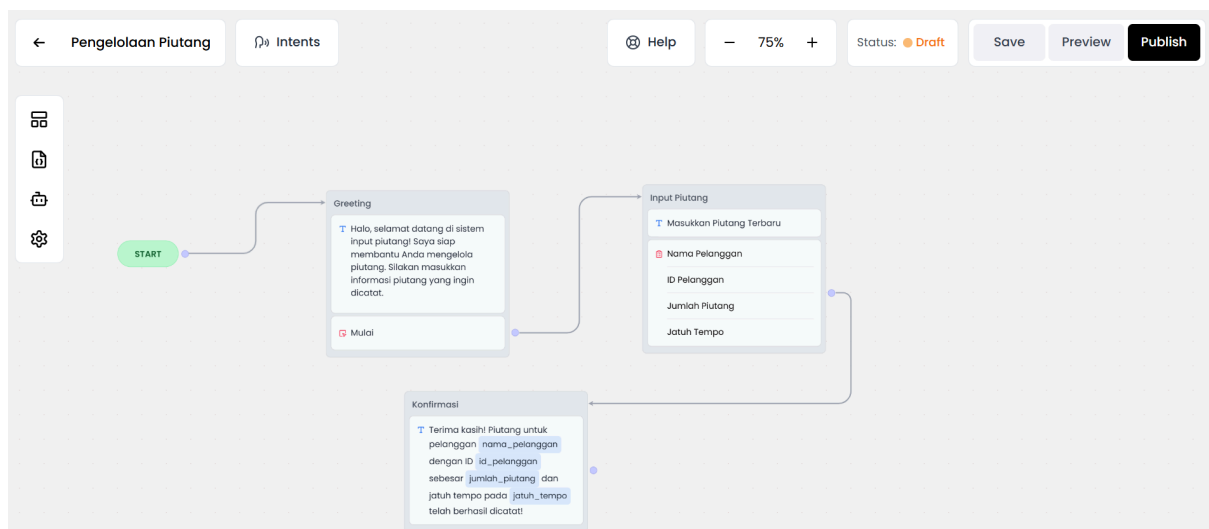 Pengelolaan Piutang
Intents
Help
− 75% +
Status: Draft
Save
Preview
Publish
START
Greeting
Halo, selamat datang di sistem
input piutang! Saya siap
membantu Anda mengelola
piutang. Silakan masukkan
informasi piutang yang ingin
dicatat.
Mulai
Input Piutang
Masukkan Piutang Terbaru
Nama Pelanggan
ID Pelanggan
Jumlah Piutang
Jatuh Tempo
Konfirmasi
Terima kasih! Piutang untuk
pelanggan nama_pelanggan
dengan ID id_pelanggan
sebesar jumlah_piutang dan
jatuh tempo pada jatuh_tempo
telah berhasil dicatat!